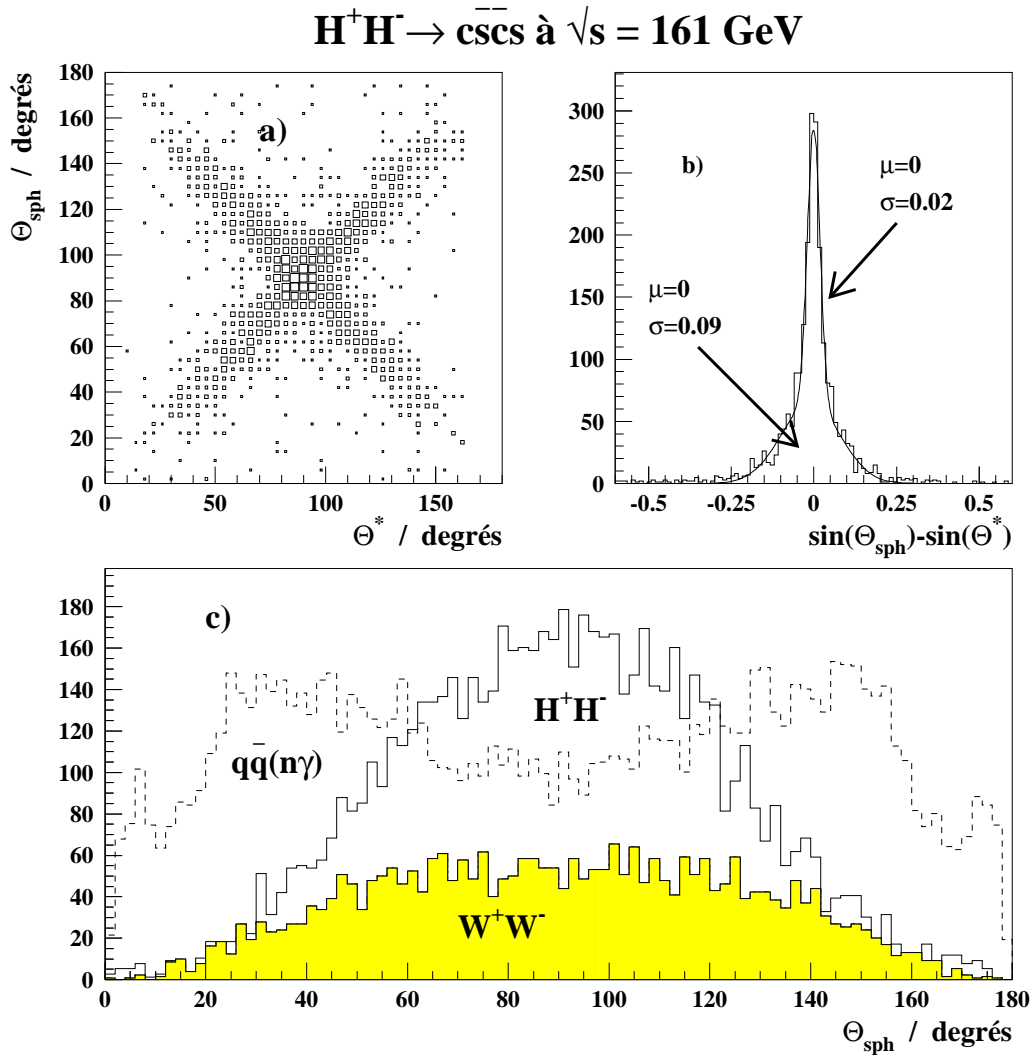 H⁺H⁻ → cs̄c̄s à √s = 161 GeV
Θsph / degrés
180
160
140
120
100
80
60
40
20
0
a)
0 50 100 150
Θ* / degrés
300
250
200
150
100
50
0
b)
μ=0
σ=0.02
μ=0
σ=0.09
-0.5 -0.25 0 0.25 0.5
sin(Θsph)-sin(Θ*)
180
160
140
120
100
80
60
40
20
0
c)
H⁺H⁻
qq̄(nγ)
W⁺W⁻
0 20 40 60 80 100 120 140 160 180
Θsph / degrés